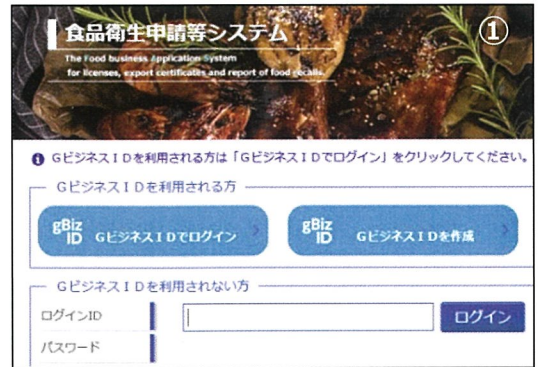 食品衛生申請等システム
①
The Food business Application System
for licenses, export certificates and report of food recalls.
GビジネスIDを利用される方は「GビジネスIDでログイン」をクリックしてください。
GビジネスIDを利用される方
gBiz ID GビジネスIDでログイン
gBiz ID GビジネスIDを作成
GビジネスIDを利用されない方
ログインID
ログイン
パスワード